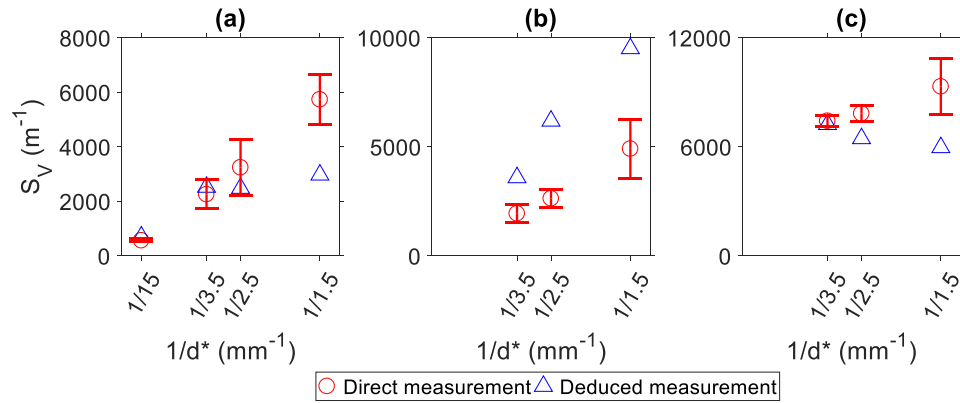 (a)
(b)
(c)
S_V (m⁻¹)
8000
6000
4000
2000
0
1/15
1/3.5
1/2.5
1/1.5
1/d* (mm⁻¹)
10000
5000
0
1/3.5
1/2.5
1/1.5
1/d* (mm⁻¹)
12000
6000
0
1/3.5
1/2.5
1/1.5
1/d* (mm⁻¹)
Direct measurement Deduced measurement